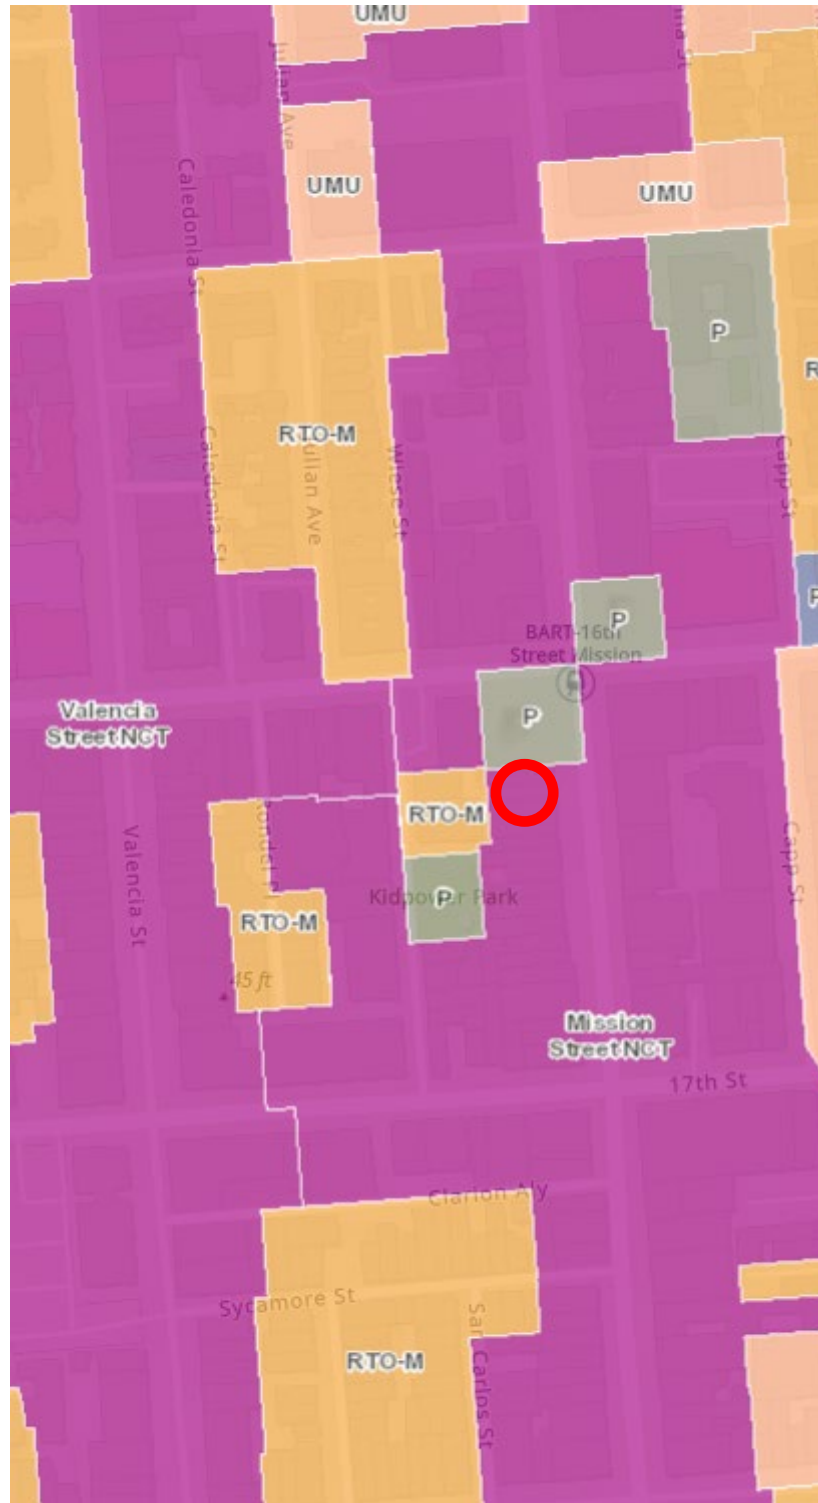 UMU
Julian Ave
Caledonia St
UMU
UMU
P
RTO-M
Caledonia St
Julian Ave
Wiese St
Capp St
P
BART-16th
Street Mission
P
Valencia
Street NCT
RTO-M
Valencia St
Rondel Pl
Capp St
Kidpower Park
P
RTO-M
45 ft
Mission
Street NCT
17th St
Clarion Aly
Sycamore St
San Carlos St
RTO-M